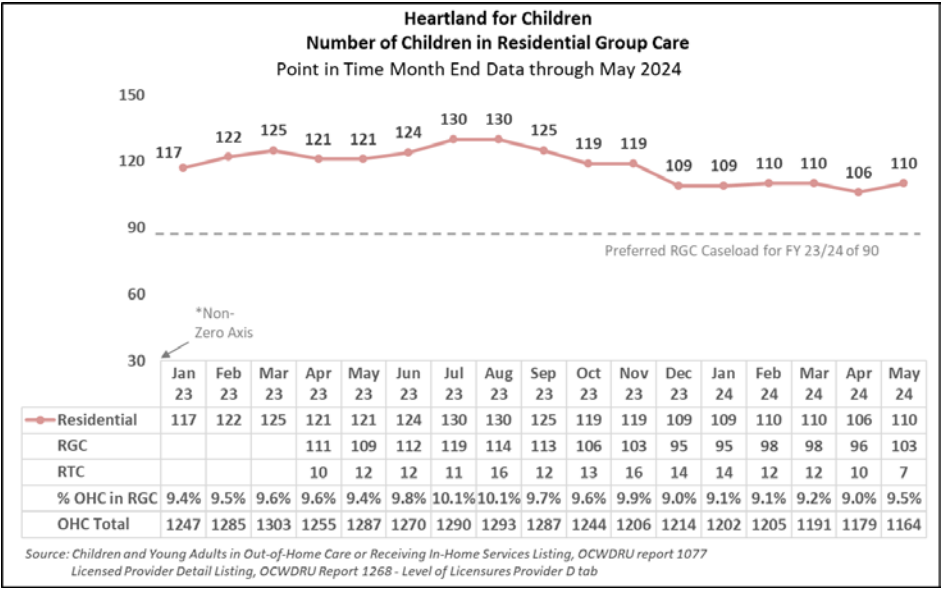 Heartland for Children
Number of Children in Residential Group Care
Point in Time Month End Data through May 2024
150
130 130
122 125 121 121 124 125
117 119 119
120
109 109 110 110 106 110
90
Preferred RGC Caseload for FY 23/24 of 90
60
*Non-
Zero Axis
30
Jan Feb Mar Apr May Jun Jul Aug Sep Oct Nov Dec Jan Feb Mar Apr May
23 23 23 23 23 23 23 23 23 23 23 23 24 24 24 24 24
Residential 117 122 125 121 121 124 130 130 125 119 119 109 109 110 110 106 110
RGC 111 109 112 119 114 113 106 103 95 95 98 98 96 103
RTC 10 12 12 11 16 12 13 16 14 14 12 12 10 7
% OHC in RGC 9.4% 9.5% 9.6% 9.6% 9.4% 9.8% 10.1% 10.1% 9.7% 9.6% 9.9% 9.0% 9.1% 9.1% 9.2% 9.0% 9.5%
OHC Total 1247 1285 1303 1255 1287 1270 1290 1293 1287 1244 1206 1214 1202 1205 1191 1179 1164
Source: Children and Young Adults in Out-of-Home Care or Receiving In-Home Services Listing, OCWDRU report 1077
Licensed Provider Detail Listing, OCWDRU Report 1268 - Level of Licensures Provider D tab